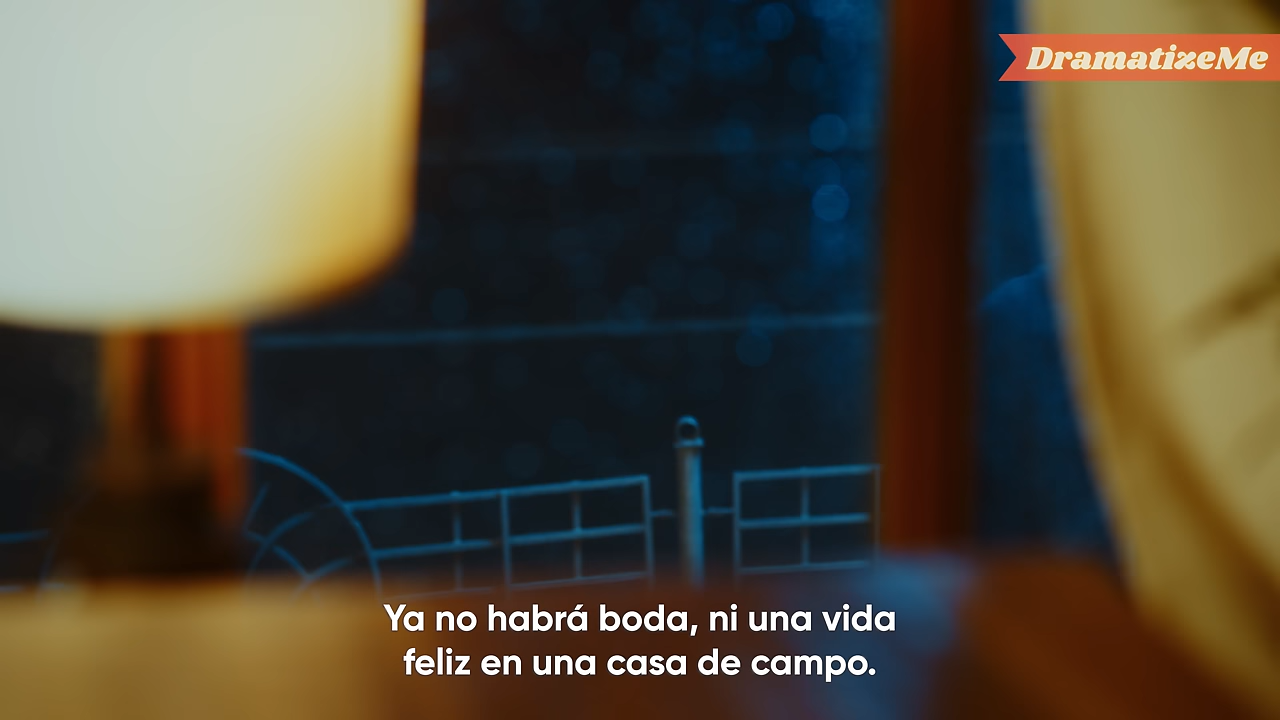 DramatizeMe
Ya no habrá boda, ni una vida
feliz en una casa de campo.